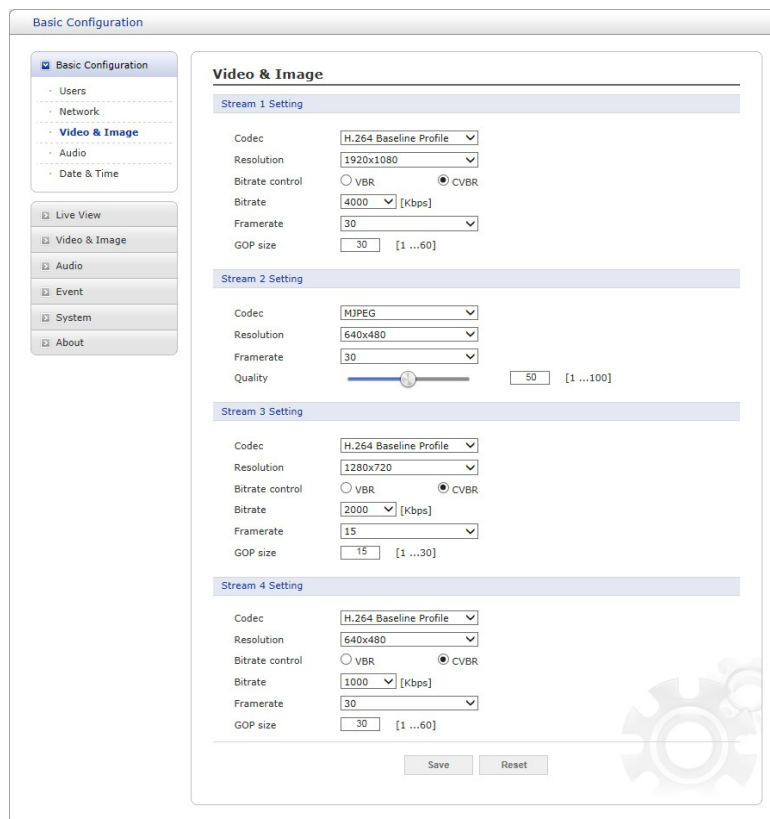 Basic Configuration
Basic Configuration
Users
Network
Video & Image
Audio
Date & Time
Live View
Video & Image
Audio
Event
System
About
Video & Image
Stream 1 Setting
Codec H.264 Baseline Profile
Resolution 1920x1080
Bitrate control VBR CVBR
Bitrate 4000 [Kbps]
Framerate 30
GOP size 30 [1 ...60]
Stream 2 Setting
Codec MJPEG
Resolution 640x480
Framerate 30
Quality 50 [1 ...100]
Stream 3 Setting
Codec H.264 Baseline Profile
Resolution 1280x720
Bitrate control VBR CVBR
Bitrate 2000 [Kbps]
Framerate 15
GOP size 15 [1 ...30]
Stream 4 Setting
Codec H.264 Baseline Profile
Resolution 640x480
Bitrate control VBR CVBR
Bitrate 1000 [Kbps]
Framerate 30
GOP size 30 [1 ...60]
Save Reset